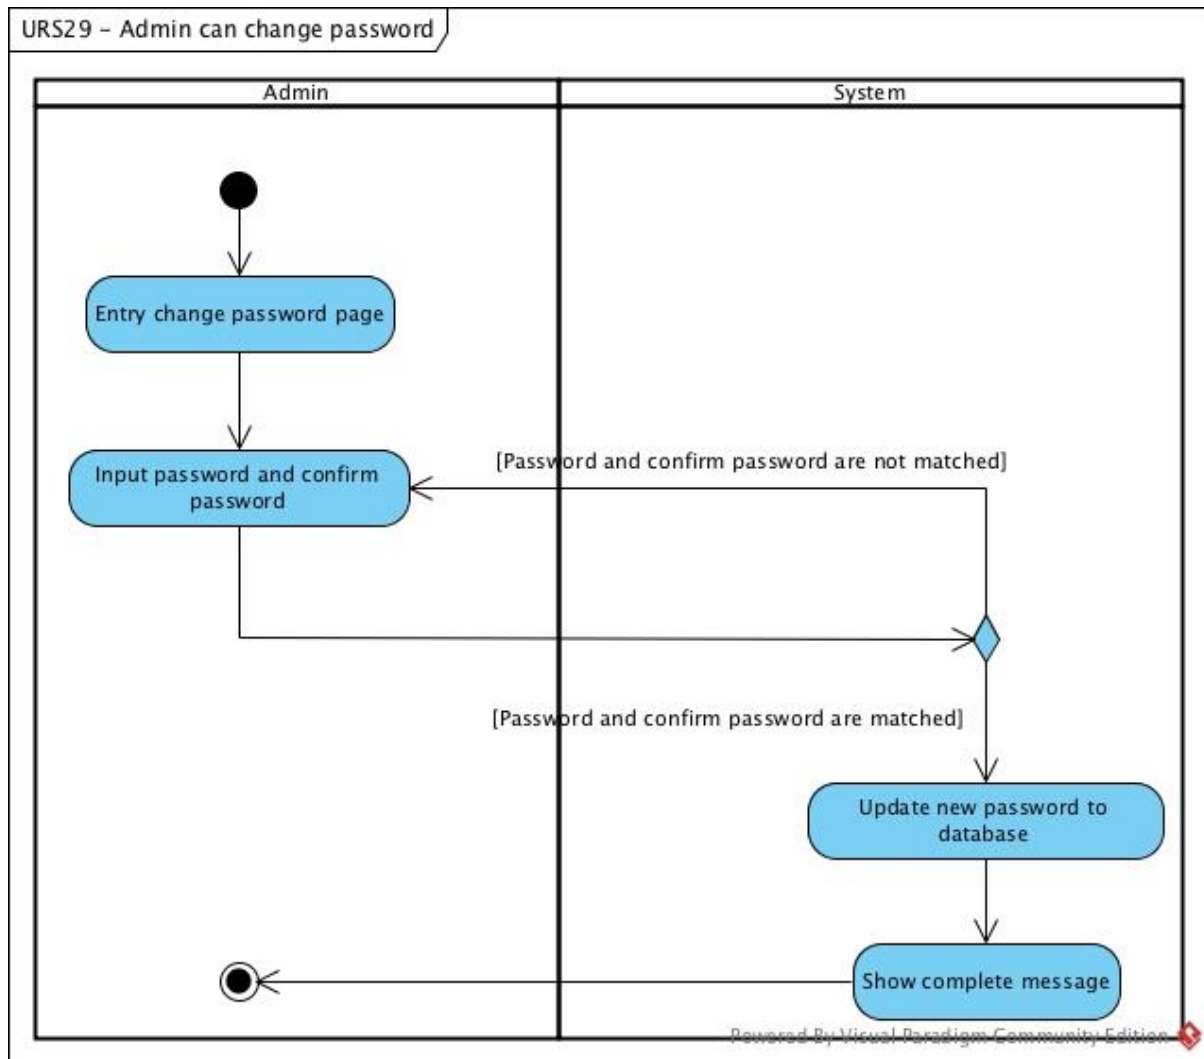 URS29 – Admin can change password
Admin
System
Entry change password page
Input password and confirm
password
[Password and confirm password are not matched]
[Password and confirm password are matched]
Update new password to
database
Show complete message
Powered By Visual Paradigm Community Edition